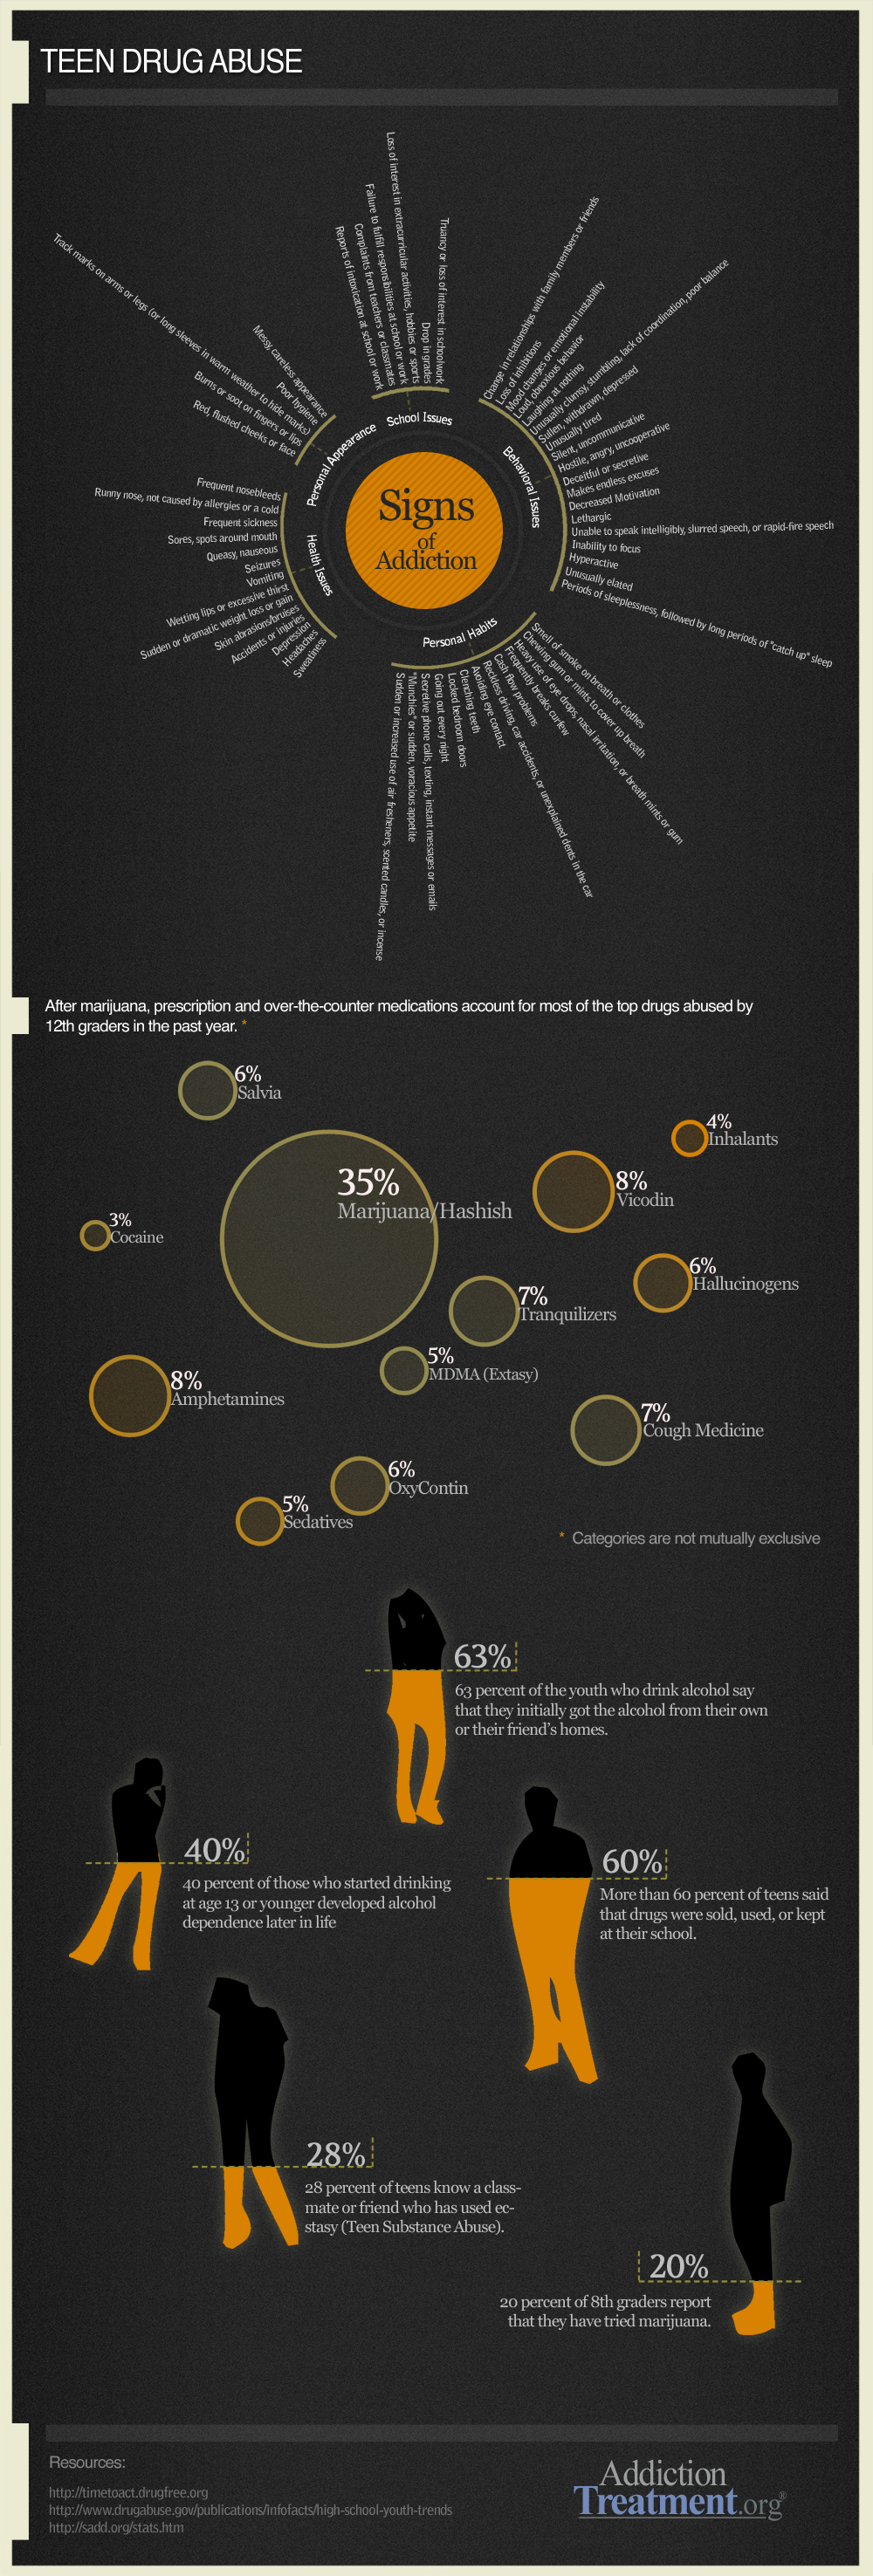 TEEN DRUG ABUSE
Signs
of
Addiction
School Issues
Reports of intoxication at school or work
Complaints from teachers or classmates
Failure to fulfill responsibilities at school or work
Loss of interest in extracurricular activities, hobbies or sports
Drop in grades
Truancy or loss of interest in schoolwork
Behavioral Issues
Change in relationships with family members or friends
Loss of inhibitions
Mood changes or emotional instability
Loud, obnoxious behavior
Laughing at nothing
Unusually clumsy, stumbling, lack of coordination, poor balance
Sullen, withdrawn, depressed
Unusually tired
Silent, uncommunicative
Hostile, angry, uncooperative
Deceitful or secretive
Makes endless excuses
Decreased Motivation
Lethargic
Unable to speak intelligibly, slurred speech, or rapid-fire speech
Inability to focus
Hyperactive
Unusually elated
Periods of sleeplessness, followed by long periods of "catch up" sleep
Personal Habits
Smell of smoke on breath or clothes
Chewing gum or mints to cover up breath
Heavy use of eye drops, nasal irritation, or breath mints or gum
Frequently breaks curfew
Cash flow problems
Reckless driving, car accidents, or unexplained dents in the car
Avoiding eye contact
Clenching teeth
Locked bedroom doors
Going out every night
Secretive phone calls, texting, instant messages or emails
"Munchies" or sudden, voracious appetite
Sudden or increased use of air fresheners, scented candles, or incense
Health Issues
Frequent nosebleeds
Runny nose, not caused by allergies or a cold
Frequent sickness
Sores, spots around mouth
Queasy, nauseous
Seizures
Vomiting
Wetting lips or excessive thirst
Sudden or dramatic weight loss or gain
Skin abrasions/bruises
Accidents or injuries
Depression
Headaches
Sweatiness
Personal Appearance
Messy, careless appearance
Poor hygiene
Track marks on arms or legs (or long sleeves in warm weather to hide marks)
Burns or soot on fingers or lips
Red, flushed cheeks or face
After marijuana, prescription and over-the-counter medications account for most of the top drugs abused by
12th graders in the past year. *
6%
Salvia
4%
Inhalants
35%
Marijuana/Hashish
8%
Vicodin
3%
Cocaine
6%
Hallucinogens
7%
Tranquilizers
5%
MDMA (Extasy)
8%
Amphetamines
7%
Cough Medicine
6%
OxyContin
5%
Sedatives
* Categories are not mutually exclusive
63%
63 percent of the youth who drink alcohol say
that they initially got the alcohol from their own
or their friend's homes.
40%
40 percent of those who started drinking
at age 13 or younger developed alcohol
dependence later in life
60%
More than 60 percent of teens said
that drugs were sold, used, or kept
at their school.
28%
28 percent of teens know a class-
mate or friend who has used ec-
stasy (Teen Substance Abuse).
20%
20 percent of 8th graders report
that they have tried marijuana.
Resources:
http://timetoact.drugfree.org
http://www.drugabuse.gov/publications/infofacts/high-school-youth-trends
http://sadd.org/stats.htm
Addiction
Treatment.org®